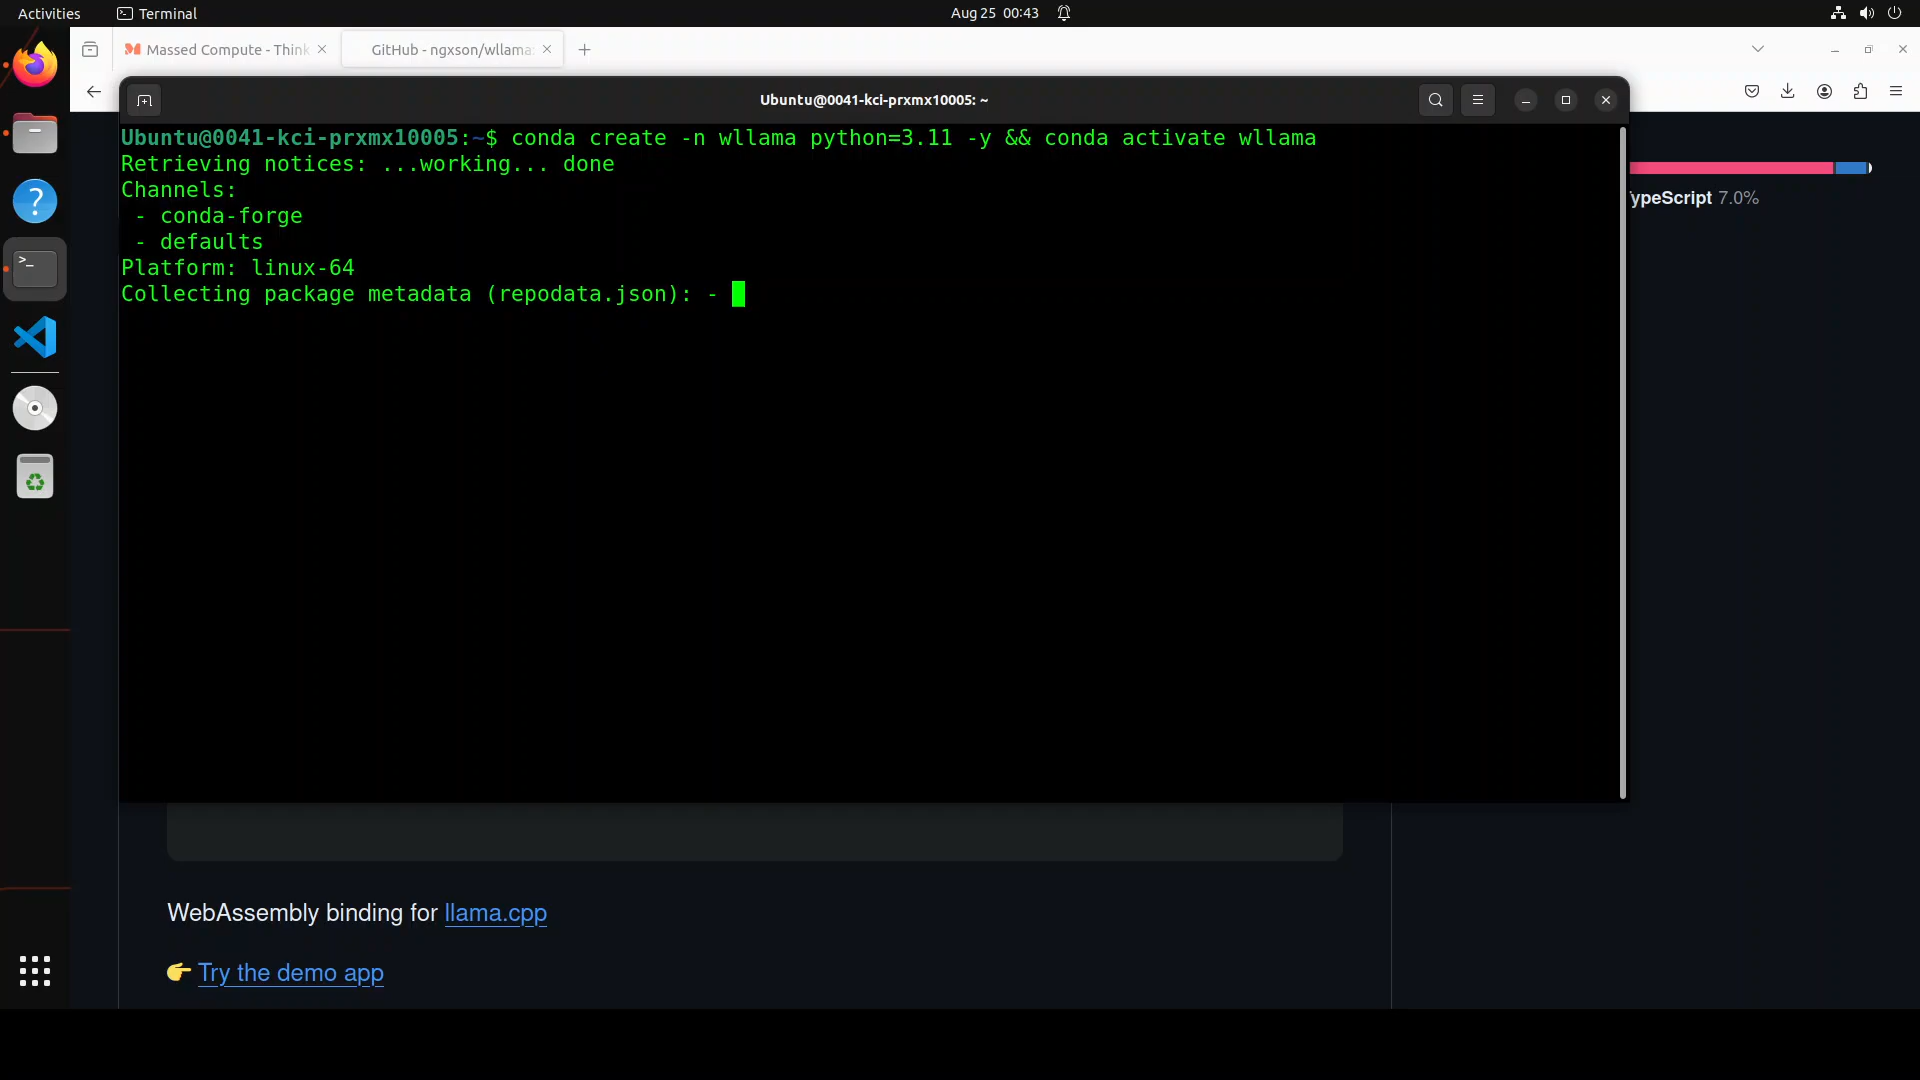 Activities
Terminal
Aug 25 00:43
Massed Compute - Think
GitHub - ngxson/wllama:
Ubuntu@0041-kci-prxmx10005: ~
Ubuntu@0041-kci-prxmx10005:~$ conda create -n wllama python=3.11 -y && conda activate wllama
Retrieving notices: ...working... done
Channels:
- conda-forge
- defaults
Platform: linux-64
Collecting package metadata (repodata.json): -
ypeScript 7.0%
WebAssembly binding for llama.cpp
👉 Try the demo app